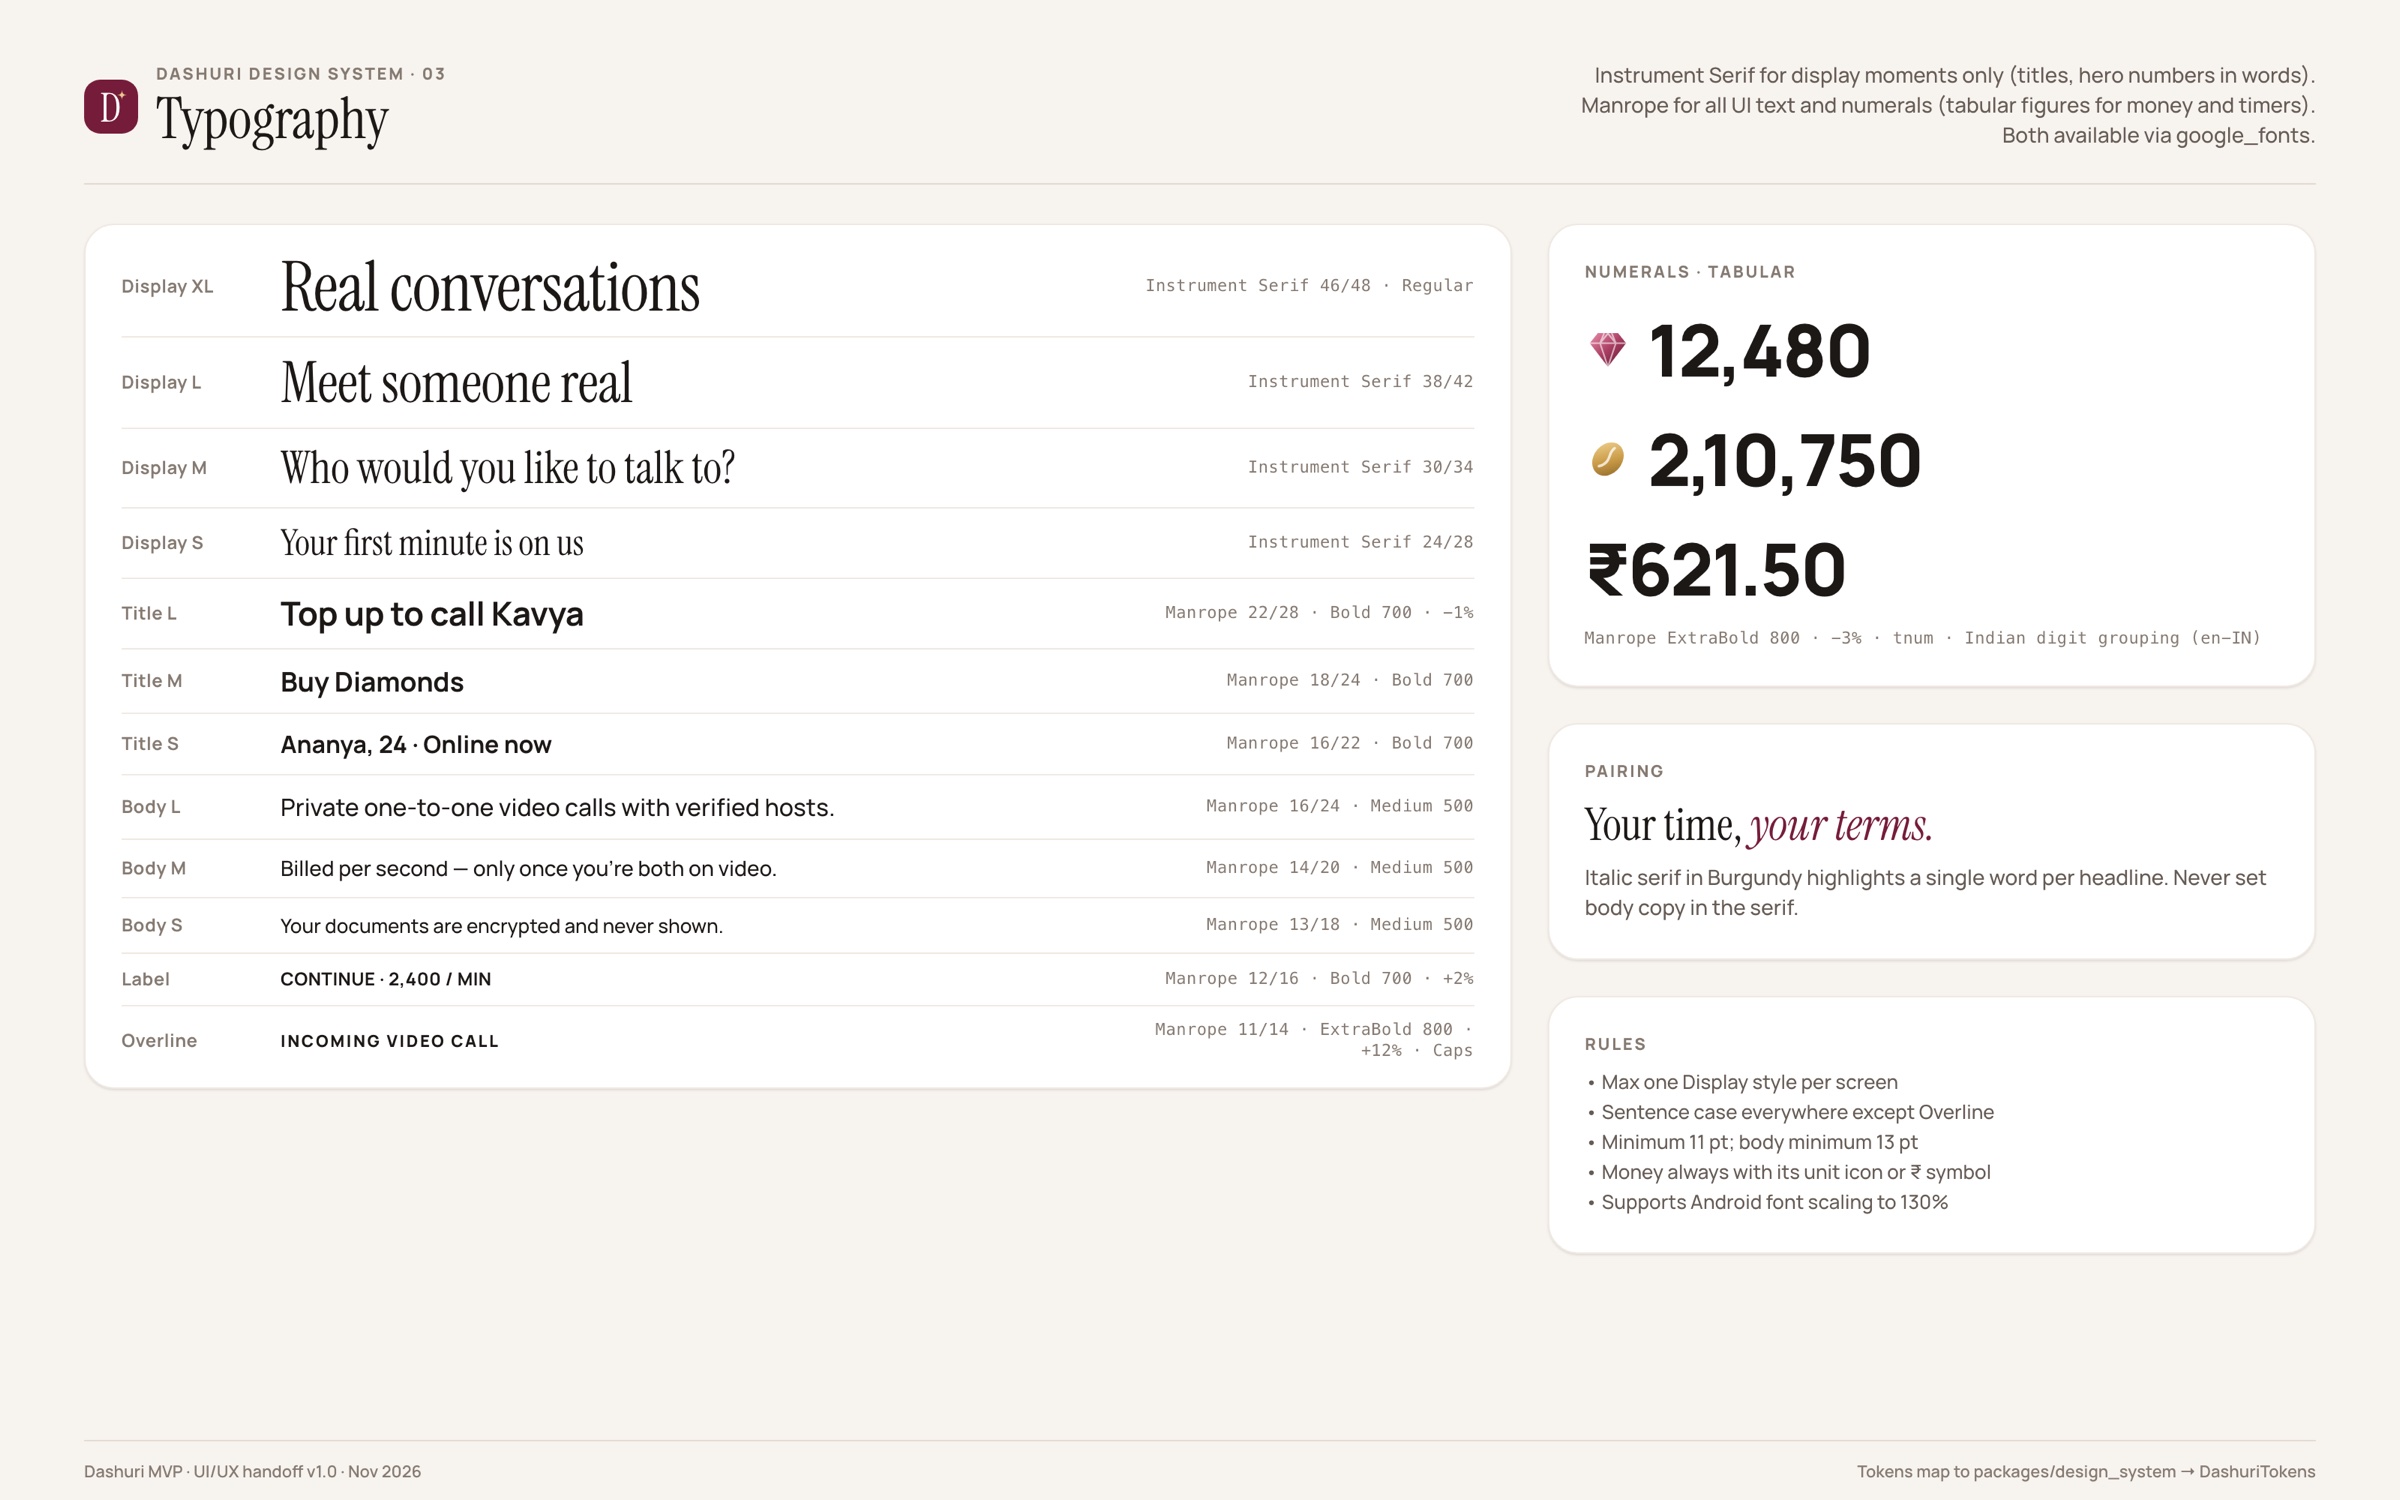 DASHURI DESIGN SYSTEM · 03
D
Typography
Instrument Serif for display moments only (titles, hero numbers in words).
Manrope for all UI text and numerals (tabular figures for money and timers).
Both available via google_fonts.
Display XL Real conversations Instrument Serif 46/48 · Regular
Display L Meet someone real Instrument Serif 38/42
Display M Who would you like to talk to? Instrument Serif 30/34
Display S Your first minute is on us Instrument Serif 24/28
Title L Top up to call Kavya Manrope 22/28 · Bold 700 · −1%
Title M Buy Diamonds Manrope 18/24 · Bold 700
Title S Ananya, 24 · Online now Manrope 16/22 · Bold 700
Body L Private one-to-one video calls with verified hosts. Manrope 16/24 · Medium 500
Body M Billed per second — only once you’re both on video. Manrope 14/20 · Medium 500
Body S Your documents are encrypted and never shown. Manrope 13/18 · Medium 500
Label CONTINUE · 2,400 / MIN Manrope 12/16 · Bold 700 · +2%
Overline INCOMING VIDEO CALL Manrope 11/14 · ExtraBold 800 ·
+12% · Caps
NUMERALS · TABULAR
12,480
2,10,750
₹621.50
Manrope ExtraBold 800 · −3% · tnum · Indian digit grouping (en−IN)
PAIRING
Your time, your terms.
Italic serif in Burgundy highlights a single word per headline. Never set
body copy in the serif.
RULES
• Max one Display style per screen
• Sentence case everywhere except Overline
• Minimum 11 pt; body minimum 13 pt
• Money always with its unit icon or ₹ symbol
• Supports Android font scaling to 130%
Dashuri MVP · UI/UX handoff v1.0 · Nov 2026
Tokens map to packages/design_system → DashuriTokens